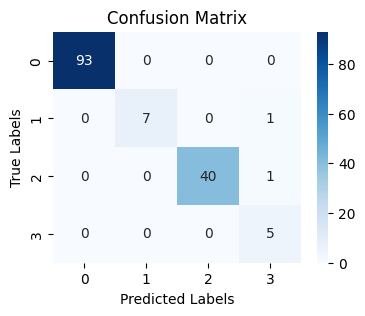 Confusion Matrix
0 93 0 0 0
1 0 7 0 1
2 0 0 40 1
3 0 0 0 5
0 1 2 3
Predicted Labels
True Labels
80
60
40
20
0